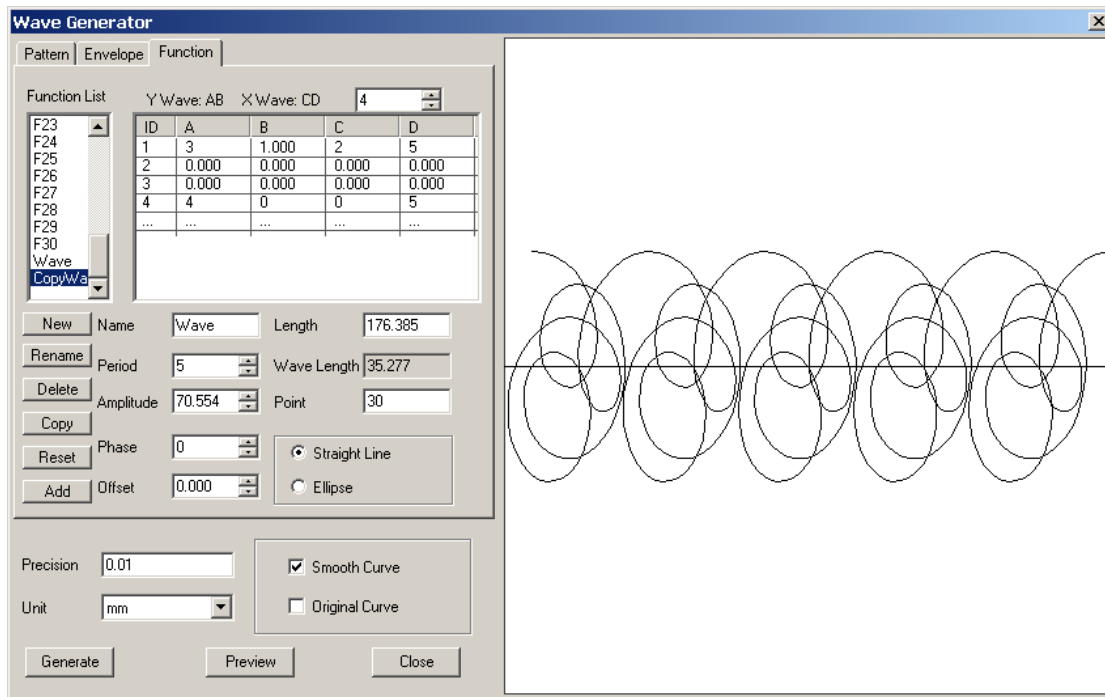 Wave Generator
Pattern Envelope Function
Function List
Y Wave: AB X Wave: CD 4
F23
F24
F25
F26
F27
F28
F29
F30
Wave
CopyWa
ID A B C D
1 3 1.000 2 5
2 0.000 0.000 0.000 0.000
3 0.000 0.000 0.000 0.000
4 4 0 0 5
... ... ... ... ...
New
Rename
Delete
Copy
Reset
Add
Name Wave Length 176.385
Period 5 Wave Length 35.277
Amplitude 70.554 Point 30
Phase 0
Offset 0.000
Straight Line
Ellipse
Precision 0.01
Unit mm
Smooth Curve
Original Curve
Generate Preview Close